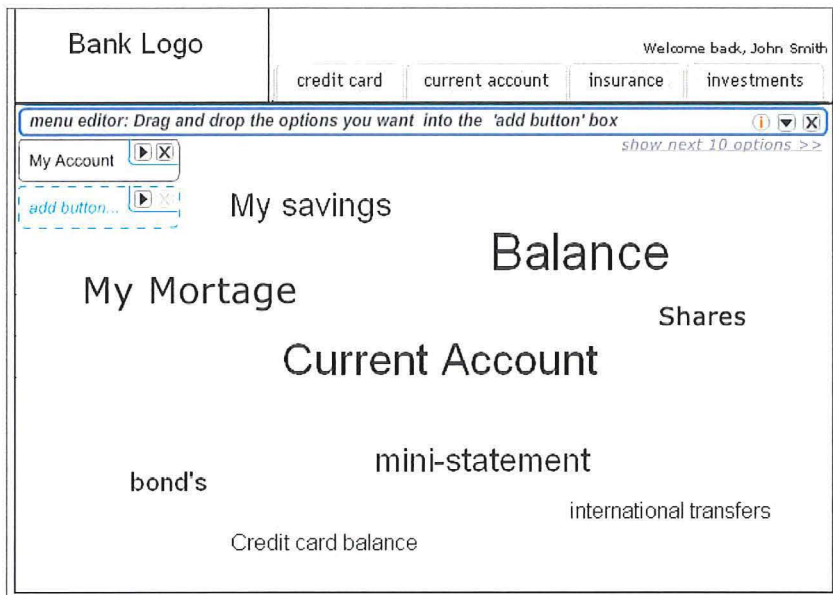 Bank Logo
Welcome back, John Smith
credit card current account insurance investments
menu editor: Drag and drop the options you want into the 'add button' box
show next 10 options >>
My Account
add button...
My savings
Balance
My Mortage
Shares
Current Account
mini-statement
bond's
international transfers
Credit card balance